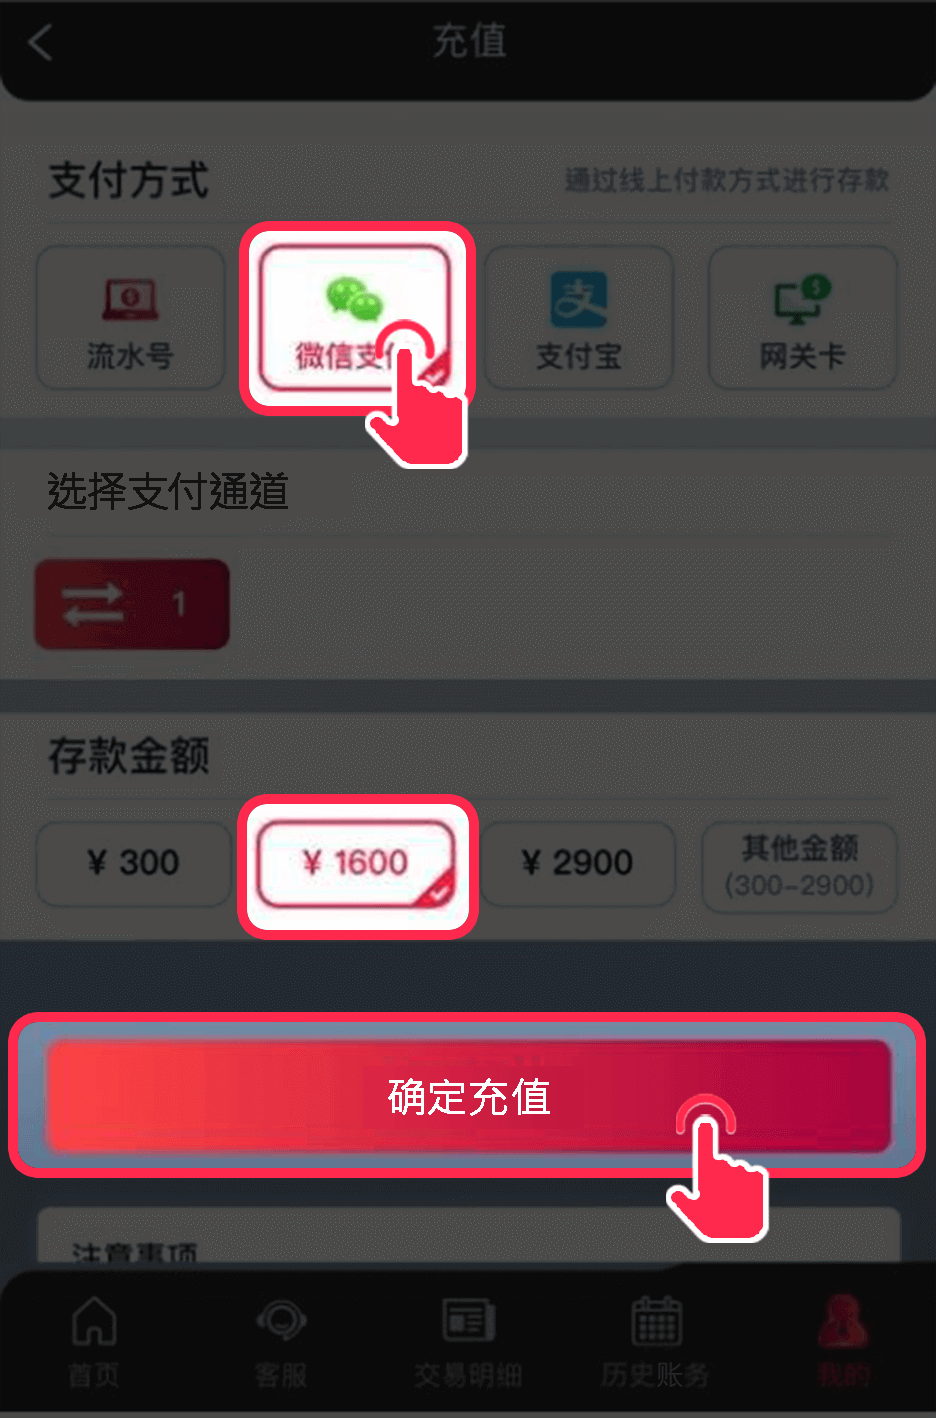 充值
支付方式
通过线上付款方式进行存款
流水号
微信支
支付宝
网关卡
选择支付通道
1
存款金额
¥ 300
¥ 1600
¥ 2900
其他金额
(300-2900)
确定充值
注意事项
首页
客服
交易明细
历史账务
我的